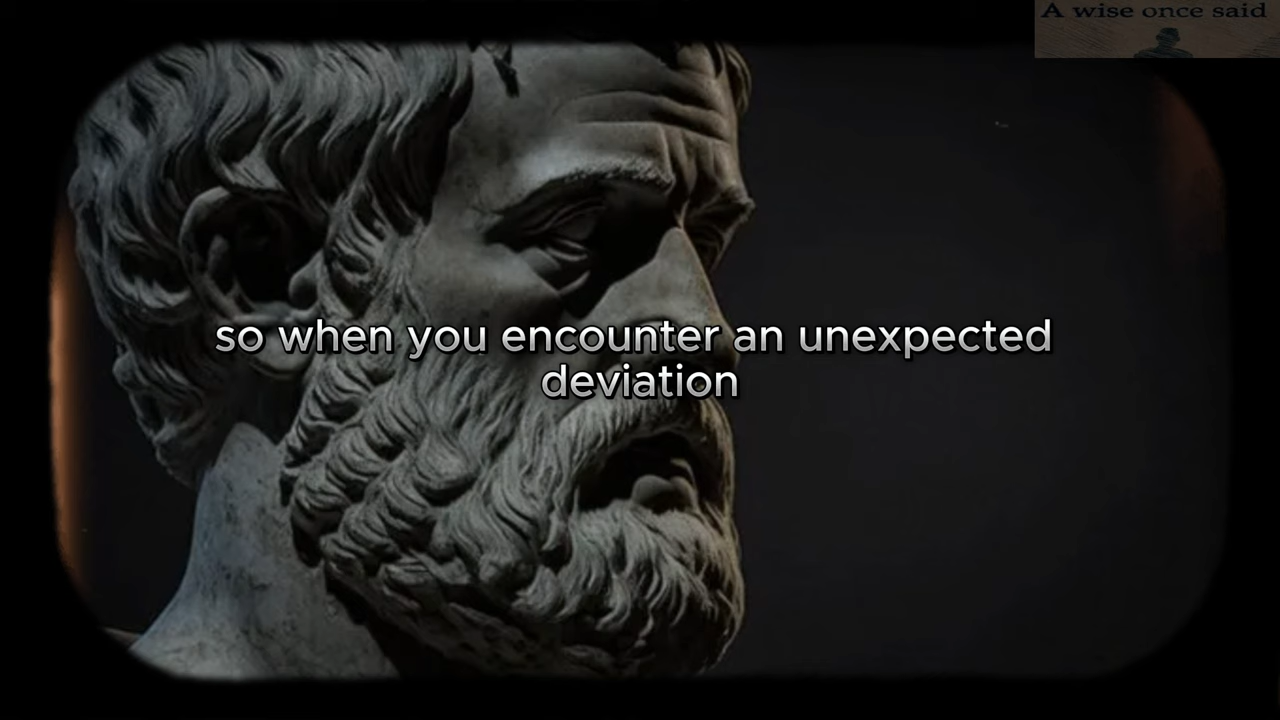 A wise once said
so when you encounter an unexpected
deviation